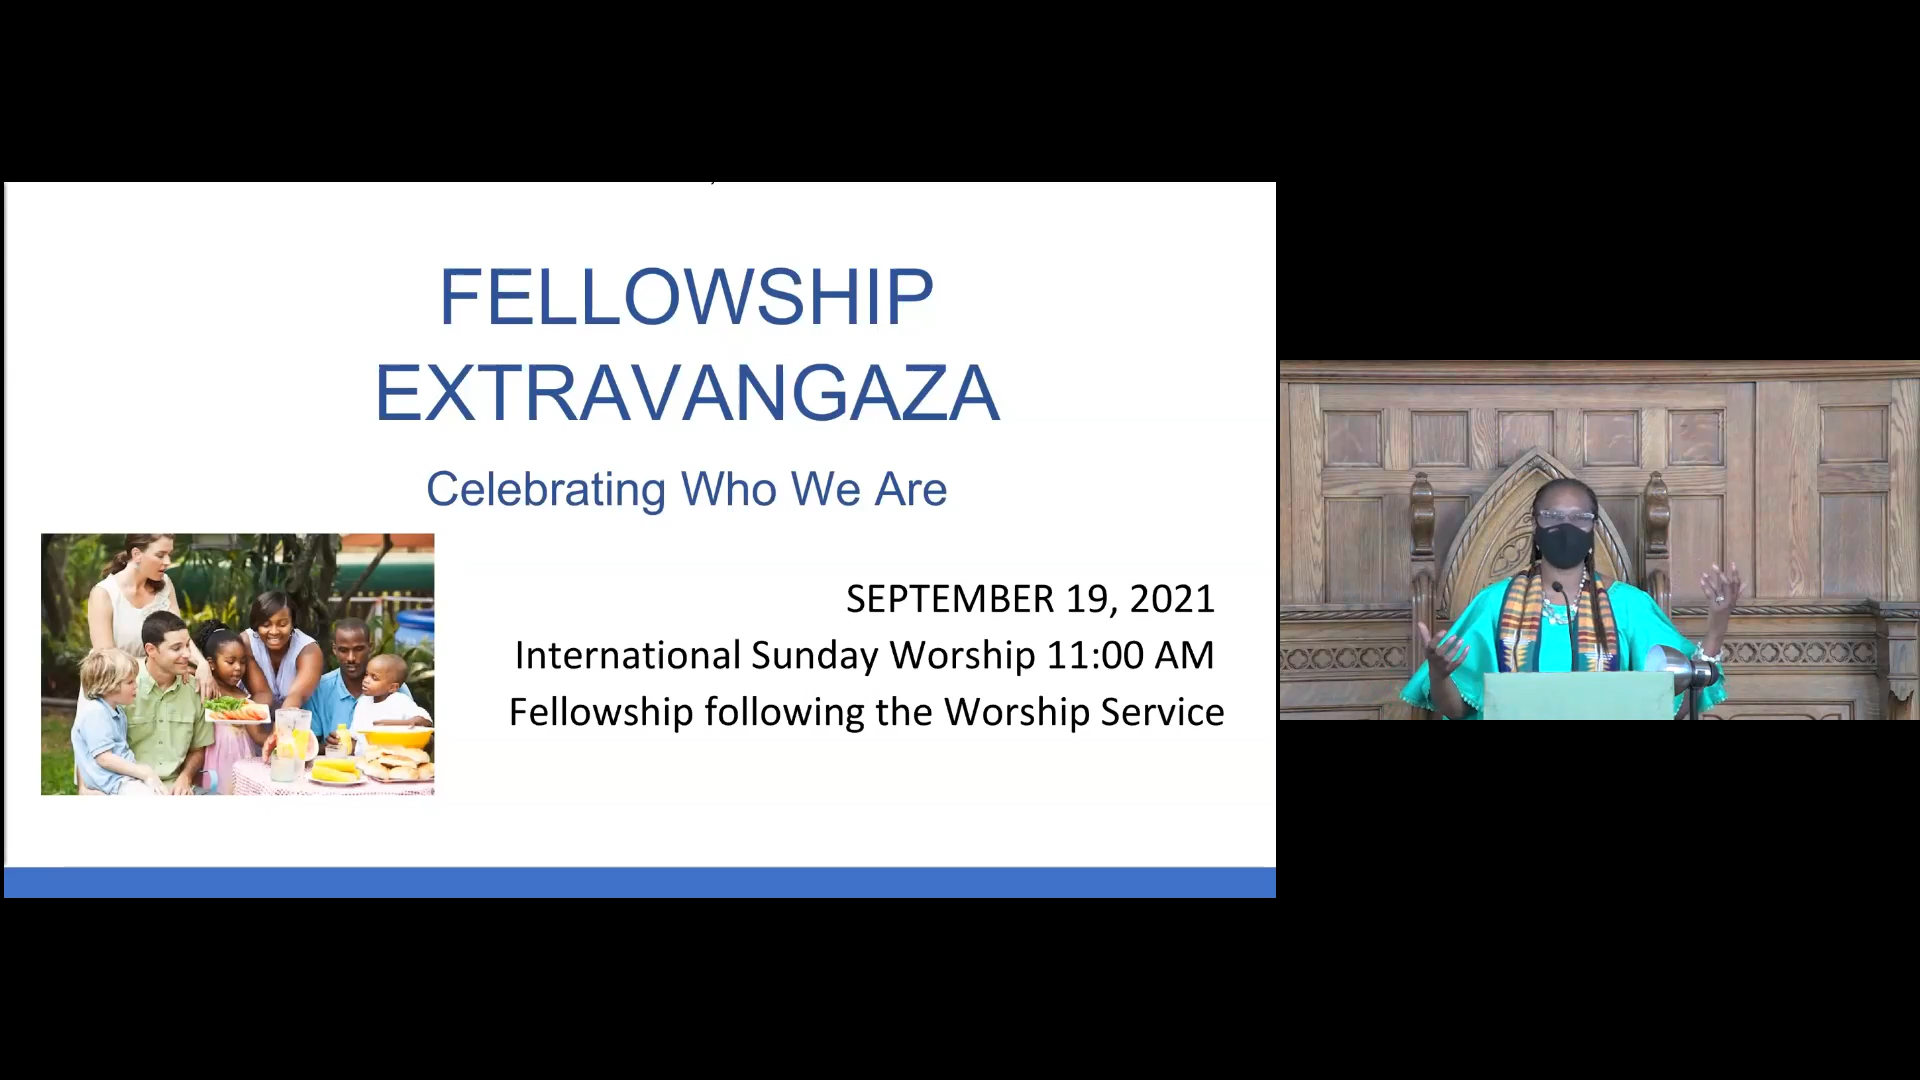 FELLOWSHIP
EXTRAVANGAZA
Celebrating Who We Are
SEPTEMBER 19, 2021
International Sunday Worship 11:00 AM
Fellowship following the Worship Service